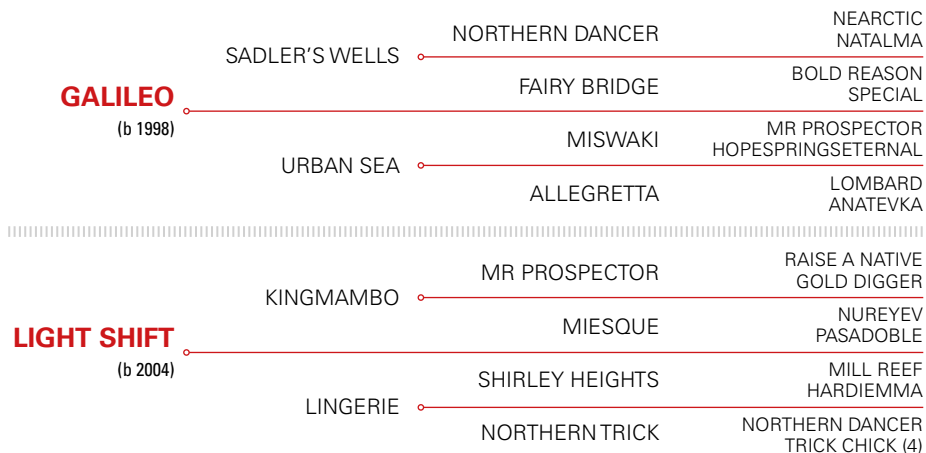 NEARCTIC
NORTHERN DANCER
NATALMA
SADLER'S WELLS
BOLD REASON
FAIRY BRIDGE
SPECIAL
GALILEO
(b 1998)
MR PROSPECTOR
MISWAKI
HOPESPRINGSETERNAL
URBAN SEA
LOMBARD
ALLEGRETTA
ANATEVKA
RAISE A NATIVE
MR PROSPECTOR
GOLD DIGGER
KINGMAMBO
NUREYEV
MIESQUE
PASADOBLE
LIGHT SHIFT
(b 2004)
MILL REEF
SHIRLEY HEIGHTS
HARDIEMMA
LINGERIE
NORTHERN DANCER
NORTHERN TRICK
TRICK CHICK (4)